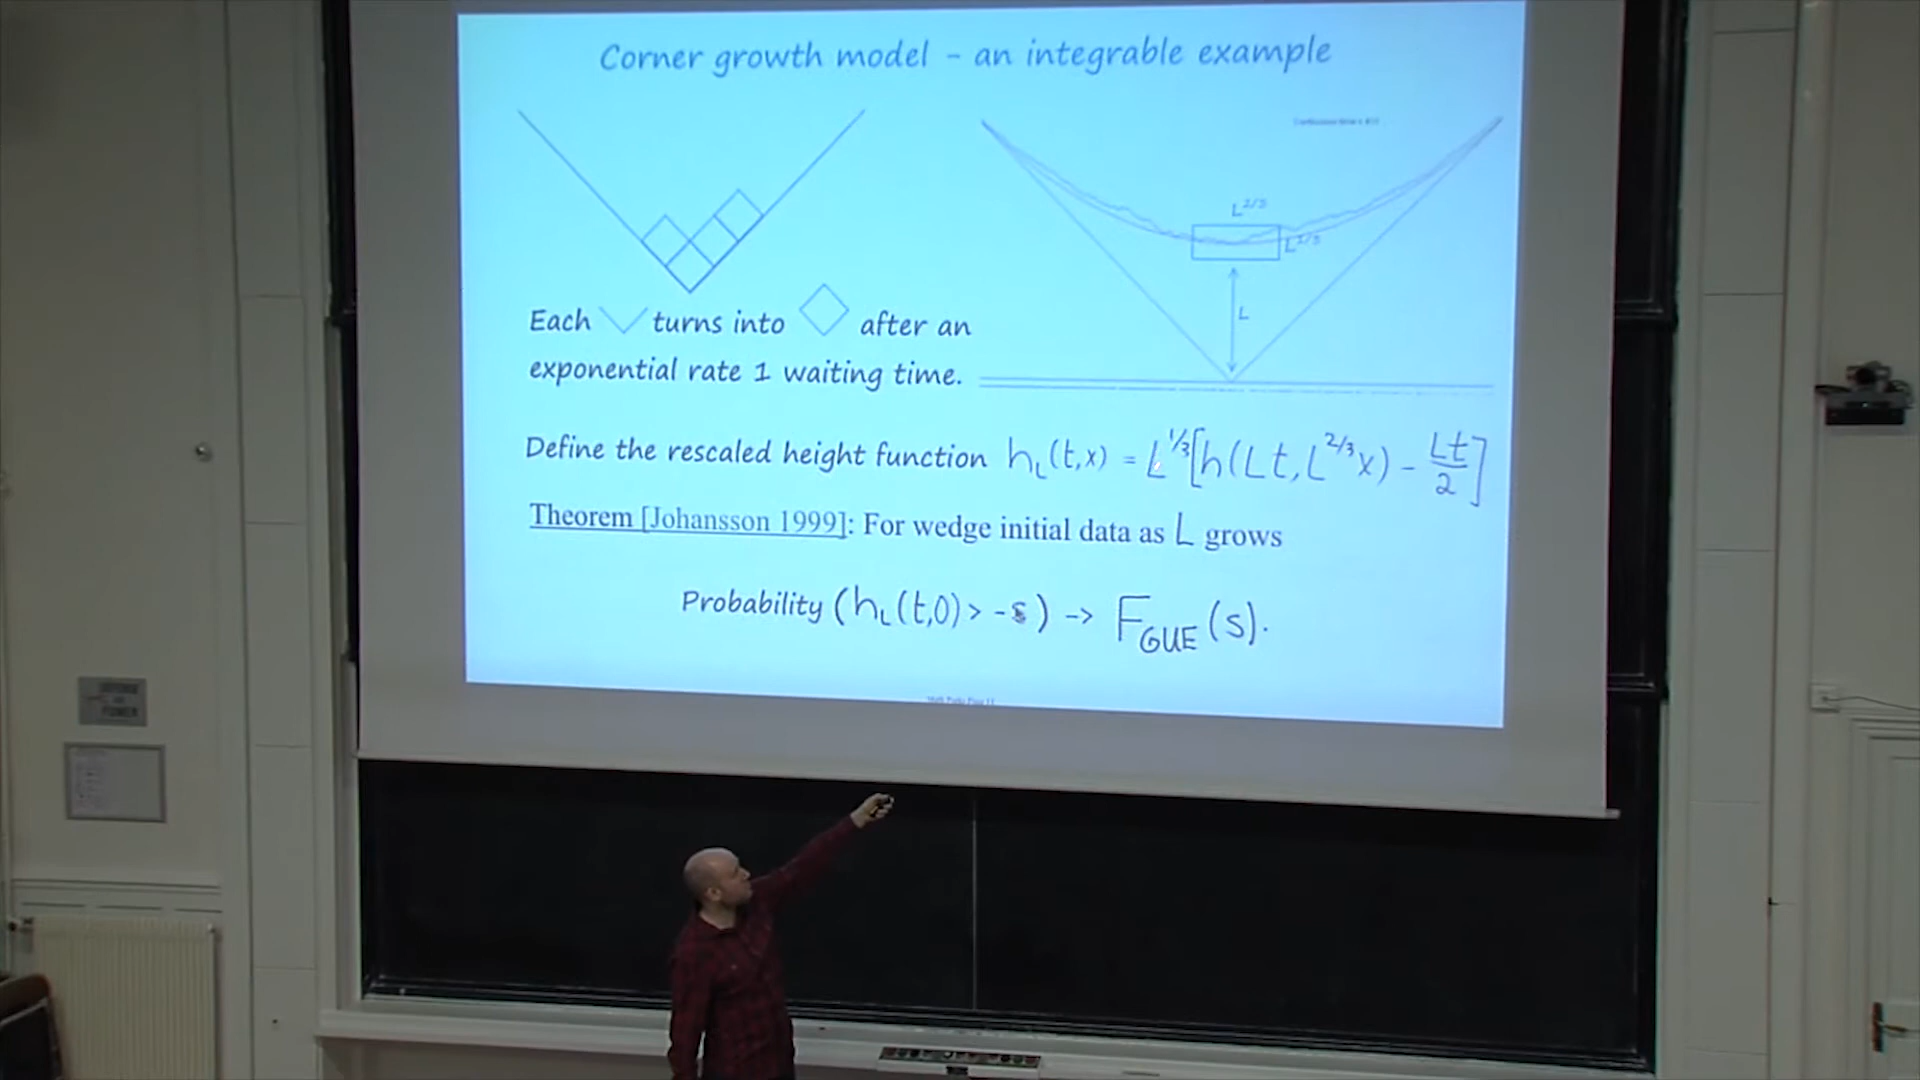 Corner growth model - an integrable example
L^{2/3}
L^{1/3}
L
Each turns into after an
exponential rate 1 waiting time.
Define the rescaled height function h_L(t,x) = L^{1/3}[h(Lt, L^{2/3}x) - Lt/2]
Theorem [Johansson 1999]: For wedge initial data as L grows
Probability (h_L(t,0) > -s) -> F_GUE(s).